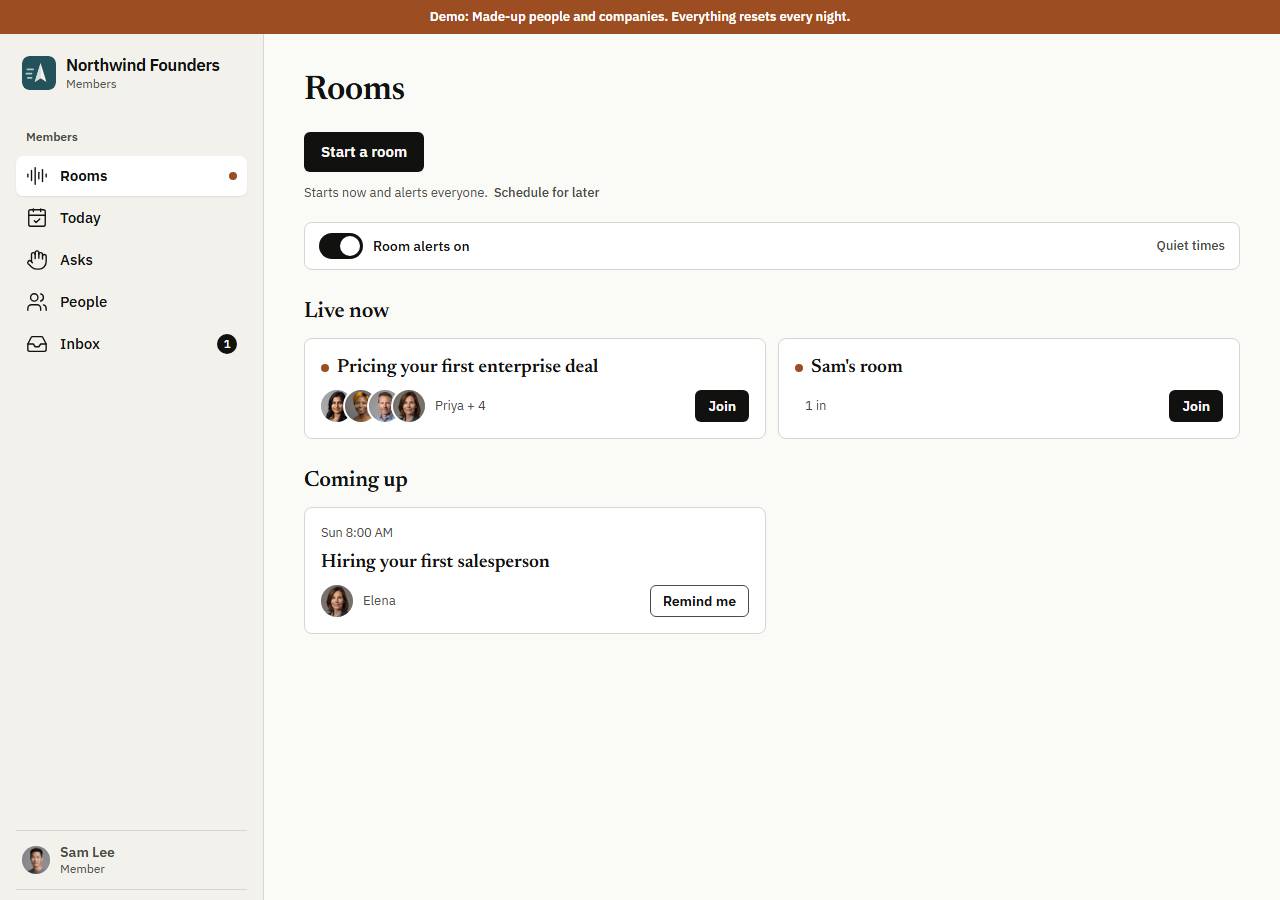 Demo: Made-up people and companies. Everything resets every night.
Northwind Founders
Members
Members
Rooms
Today
Asks
People
Inbox 1
Sam Lee
Member
Rooms
Start a room
Starts now and alerts everyone. Schedule for later
Room alerts on Quiet times
Live now
Pricing your first enterprise deal
Priya + 4 Join
Sam's room
1 in Join
Coming up
Sun 8:00 AM
Hiring your first salesperson
Elena Remind me